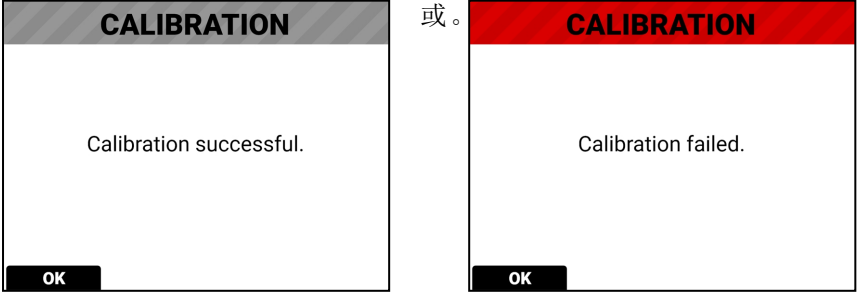 CALIBRATION
Calibration successful.
OK
或。
CALIBRATION
Calibration failed.
OK